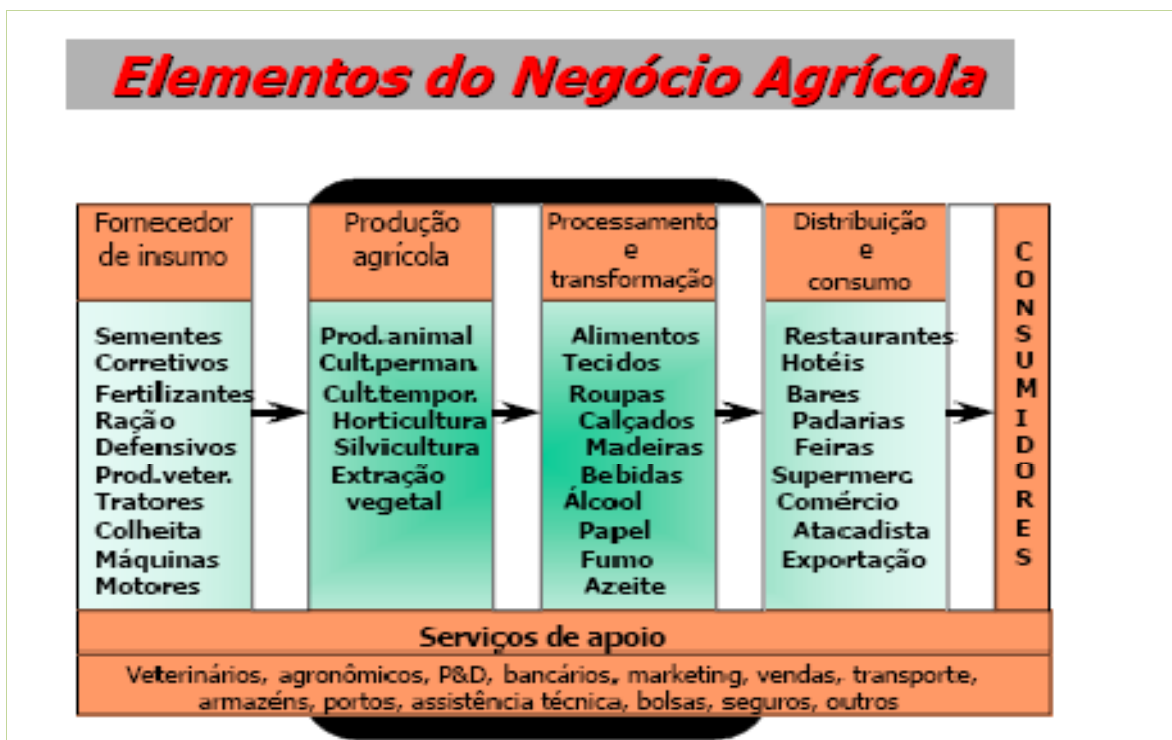 Elementos do Negócio Agrícola
Fornecedor
de insumo
Sementes
Corretivos
Fertilizantes
Ração
Defensivos
Prod.veter.
Tratores
Colheita
Máquinas
Motores
Produção
agrícola
Prod.animal
Cult.perman.
Cult.tempor.
Horticultura
Silvicultura
Extração
vegetal
Processamento
e
transformação
Alimentos
Tecidos
Roupas
Calçados
Madeiras
Bebidas
Álcool
Papel
Fumo
Azeite
Distribuição
e
consumo
Restaurantes
Hotéis
Bares
Padarias
Feiras
Supermerc.
Comércio
Atacadista
Exportação
CONSUMIDORES
Serviços de apoio
Veterinários, agronômicos, P&D, bancários, marketing, vendas, transporte,
armazéns, portos, assistência técnica, bolsas, seguros, outros